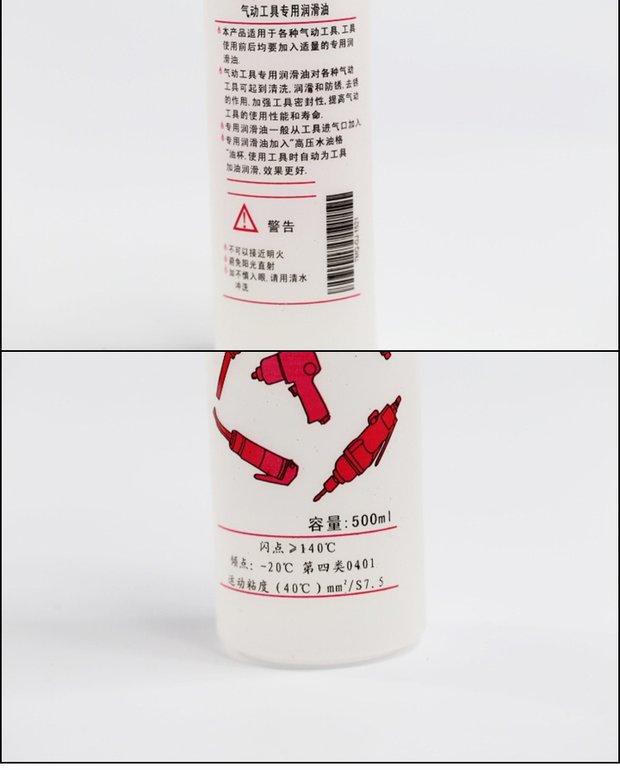 气动工具专用润滑油
本产品适用于各种气动工具,工具
使用前后均要加入适量的专用润
滑油.
气动工具专用润滑油对各种气动
工具可起到清洗,润滑和防锈,去锈
的作用.加强工具密封性,提高气动
工具的使用性能和寿命.
专用润滑油一般从工具进气口加入
专用润滑油加入“高压水油格
“油杯.使用工具时自动为工具
加油润滑,效果更好.
警告
不可以接近明火
避免阳光直射
如不慎入眼,请用清水
冲洗
容量:500ml
闪点≥140℃
倾点: -20℃ 第四类0401
运动粘度(40℃)mm²/S7.5